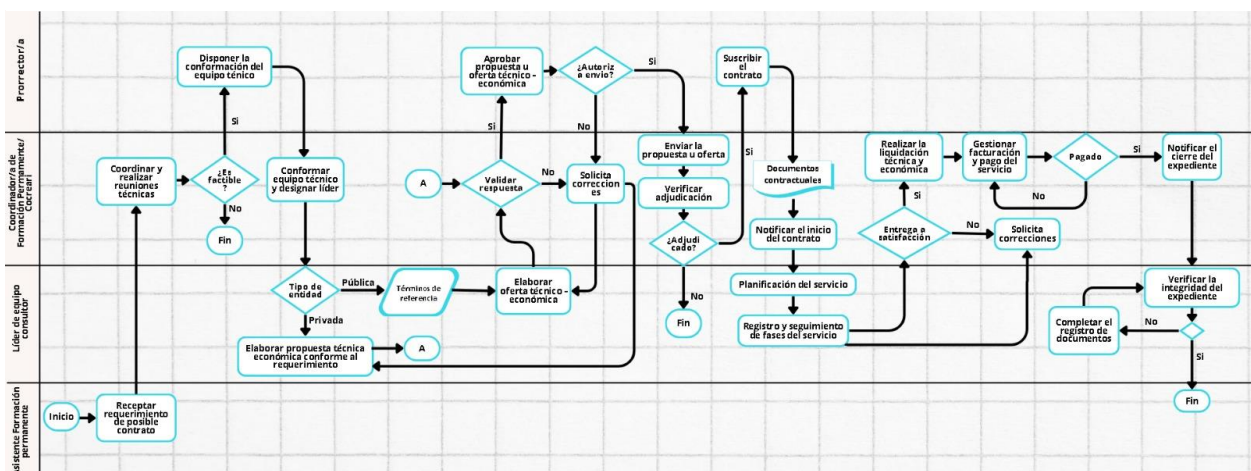 Prorrector/a
Disponer la
conformación del
equipo ténico
Si
Aprobar
propuesta u
oferta técnico -
económica
¿Autoriz
a envio?
Si
No
Si
Suscribir
el
contrato
Coordinador/a de
Formación Permanente/
Cocreari
Coordinar y
realizar
reuniones
técnicas
¿Es
factible
?
No
Fin
Conformar
equipo técnico
y designar líder
A
Validar
respuesta
No
Solicita
correccion
es
Enviar la
propuesta u oferta
Verificar
adjudicación
¿Adjudi
cado?
Si
Documentos
contractuales
Notificar el inicio
del contrato
Realizar la
liquidación
técnica y
económica
Gestionar
facturación
y pago del
servicio
Pagado
Si
No
Notificar el
cierre del
expediente
Si
Entrega a
satisfacción
No
Solicita
correcciones
Líder de equipo
consultor
Tipo de
entidad
Pública
Términos de
referencia
Elaborar
oferta técnico -
económica
Privada
Elaborar propuesta técnica
económica conforme al
requerimiento
A
No
Fin
Planificación del servicio
Registro y seguimiento
de fases del servicio
Verificar la
integridad del
expediente
Completar el
registro de
documentos
No
Si
Fin
Formación
permanente
Inicio
Receptar
requerimiento
de posible
contrato